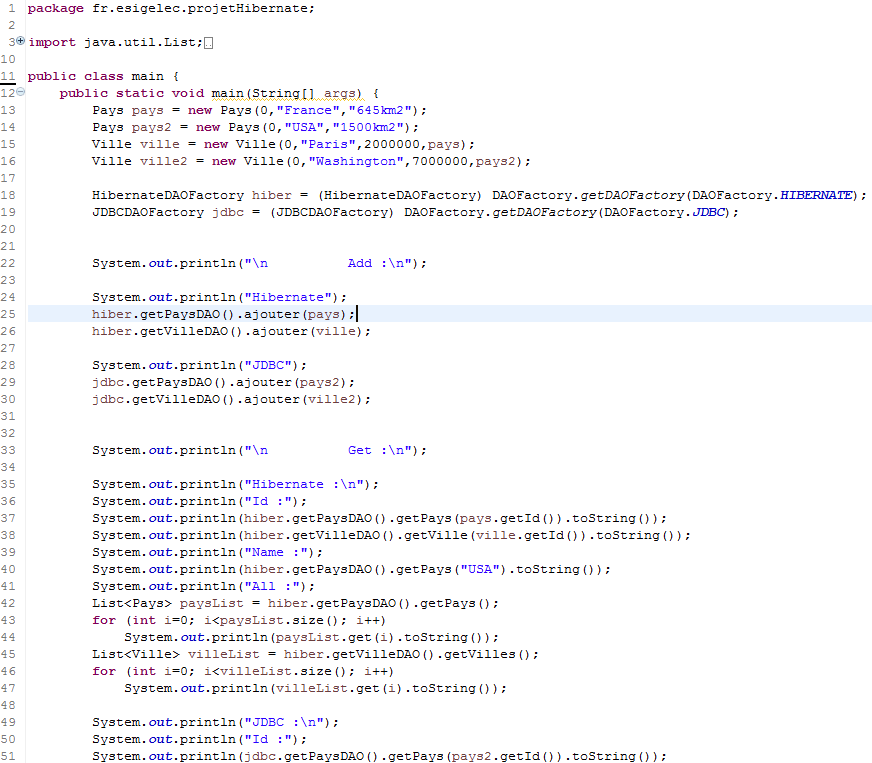 1 package fr.esigelec.projetHibernate;
2
3 import java.util.List;
10
11 public class main {
12     public static void main(String[] args) {
13         Pays pays = new Pays(0,"France","645km2");
14         Pays pays2 = new Pays(0,"USA","1500km2");
15         Ville ville = new Ville(0,"Paris",2000000,pays);
16         Ville ville2 = new Ville(0,"Washington",7000000,pays2);
17
18         HibernateDAOFactory hiber = (HibernateDAOFactory) DAOFactory.getDAOFactory(DAOFactory.HIBERNATE);
19         JDBCDAOFactory jdbc = (JDBCDAOFactory) DAOFactory.getDAOFactory(DAOFactory.JDBC);
20
21
22         System.out.println("\n          Add :\n");
23
24         System.out.println("Hibernate");
25         hiber.getPaysDAO().ajouter(pays);
26         hiber.getVilleDAO().ajouter(ville);
27
28         System.out.println("JDBC");
29         jdbc.getPaysDAO().ajouter(pays2);
30         jdbc.getVilleDAO().ajouter(ville2);
31
32
33         System.out.println("\n          Get :\n");
34
35         System.out.println("Hibernate :\n");
36         System.out.println("Id :");
37         System.out.println(hiber.getPaysDAO().getPays(pays.getId()).toString());
38         System.out.println(hiber.getVilleDAO().getVille(ville.getId()).toString());
39         System.out.println("Name :");
40         System.out.println(hiber.getPaysDAO().getPays("USA").toString());
41         System.out.println("All :");
42         List<Pays> paysList = hiber.getPaysDAO().getPays();
43         for (int i=0; i<paysList.size(); i++)
44             System.out.println(paysList.get(i).toString());
45         List<Ville> villeList = hiber.getVilleDAO().getVilles();
46         for (int i=0; i<villeList.size(); i++)
47             System.out.println(villeList.get(i).toString());
48
49         System.out.println("JDBC :\n");
50         System.out.println("Id :");
51         System.out.println(jdbc.getPaysDAO().getPays(pays2.getId()).toString());